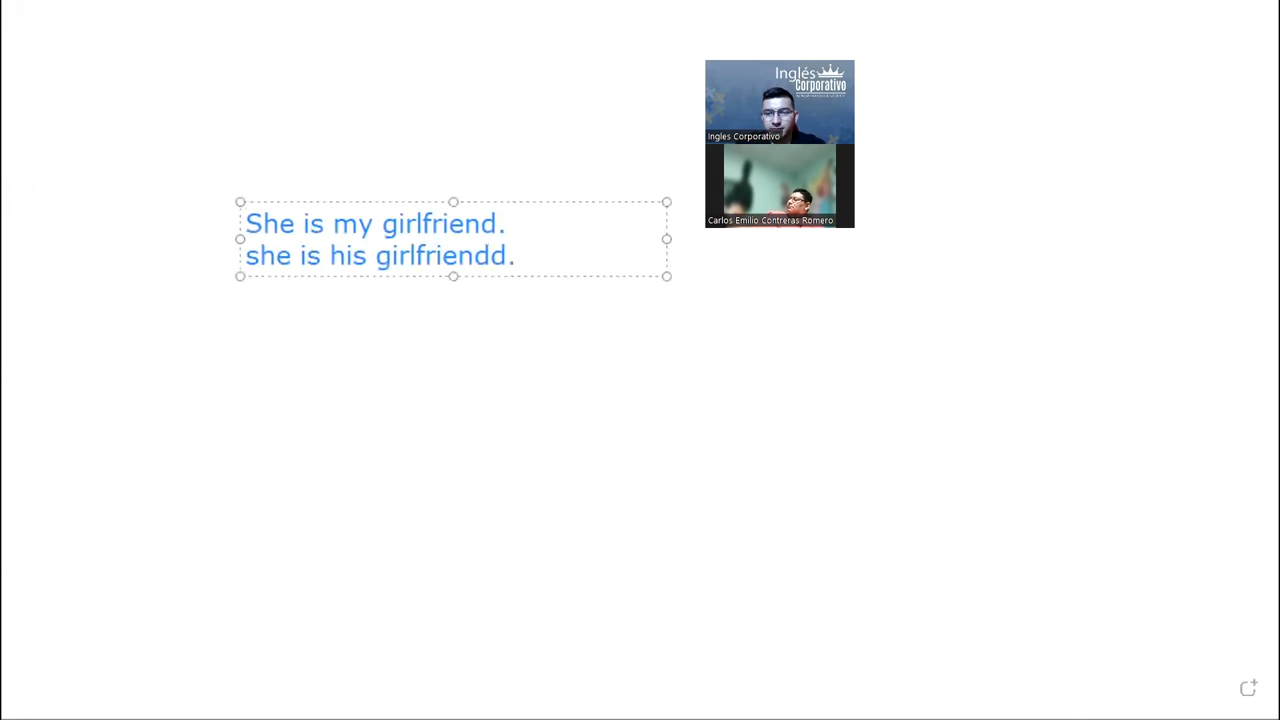 Inglés
Corporativo
Ingles Corporativo
Carlos Emilio Contreras Romero
She is my girlfriend.
she is his girlfriendd.